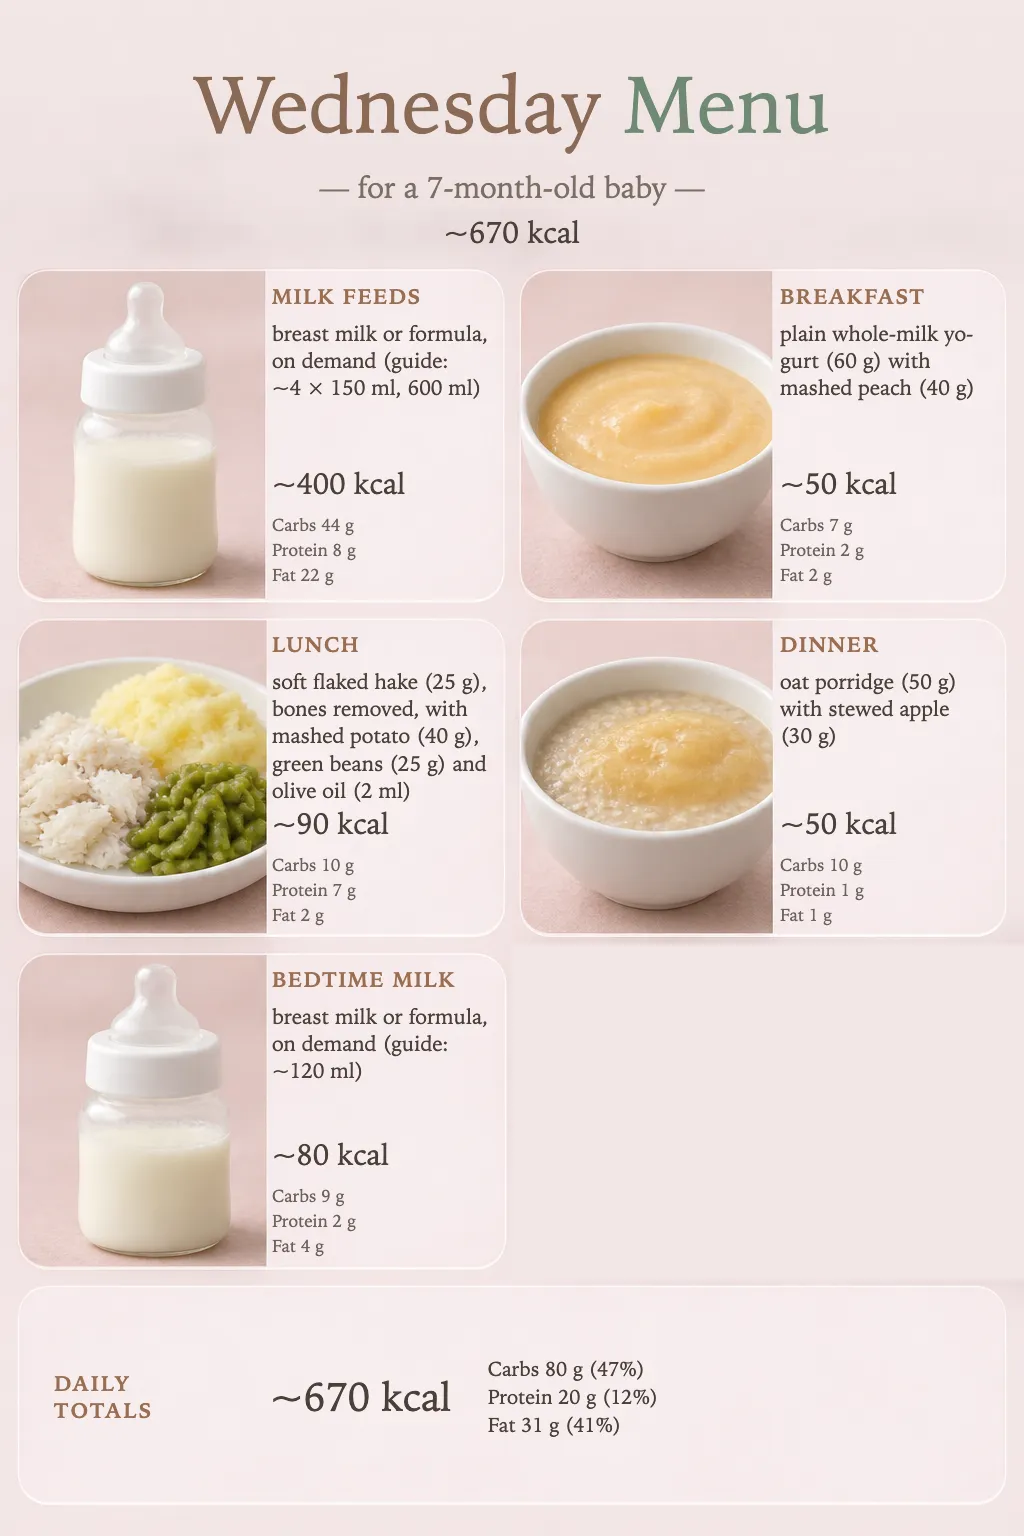 Wednesday Menu
— for a 7-month-old baby —
~670 kcal
MILK FEEDS
breast milk or formula,
on demand (guide:
~4 × 150 ml, 600 ml)
~400 kcal
Carbs 44 g
Protein 8 g
Fat 22 g
BREAKFAST
plain whole-milk yo-
gurt (60 g) with
mashed peach (40 g)
~50 kcal
Carbs 7 g
Protein 2 g
Fat 2 g
LUNCH
soft flaked hake (25 g),
bones removed, with
mashed potato (40 g),
green beans (25 g) and
olive oil (2 ml)
~90 kcal
Carbs 10 g
Protein 7 g
Fat 2 g
DINNER
oat porridge (50 g)
with stewed apple
(30 g)
~50 kcal
Carbs 10 g
Protein 1 g
Fat 1 g
BEDTIME MILK
breast milk or formula,
on demand (guide:
~120 ml)
~80 kcal
Carbs 9 g
Protein 2 g
Fat 4 g
DAILY
TOTALS
~670 kcal
Carbs 80 g (47%)
Protein 20 g (12%)
Fat 31 g (41%)